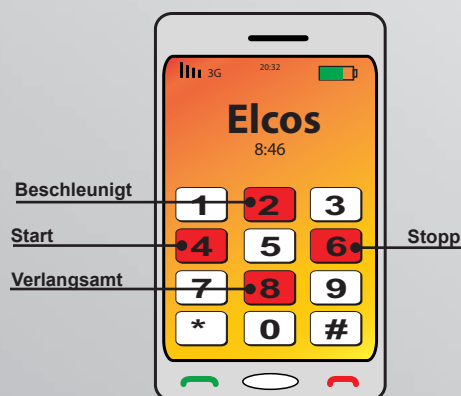 3G 20:32
Elcos
8:46
Beschleunigt
1 2 3
Start
4 5 6
Stopp
Verlangsamt
7 8 9
* 0 #